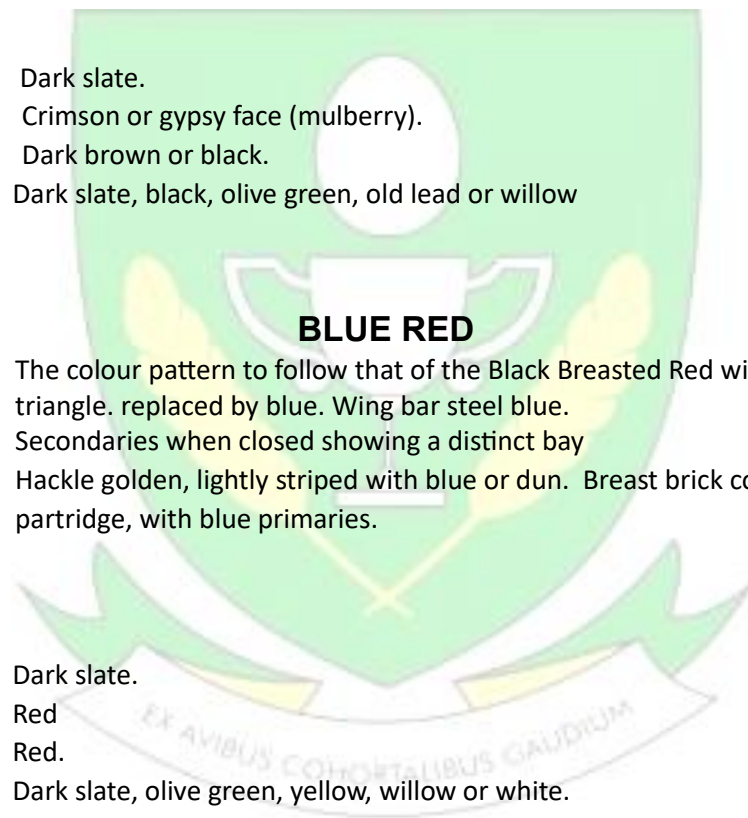 Dark slate.
Crimson or gypsy face (mulberry).
Dark brown or black.
Dark slate, black, olive green, old lead or willow
BLUE RED
The colour pattern to follow that of the Black Breasted Red wi
triangle. replaced by blue. Wing bar steel blue.
Secondaries when closed showing a distinct bay
Hackle golden, lightly striped with blue or dun. Breast brick co
partridge, with blue primaries.
Dark slate.
Red
Red.
EX AVIBUS COHORTALIBUS GAUDIUM
Dark slate, olive green, yellow, willow or white.